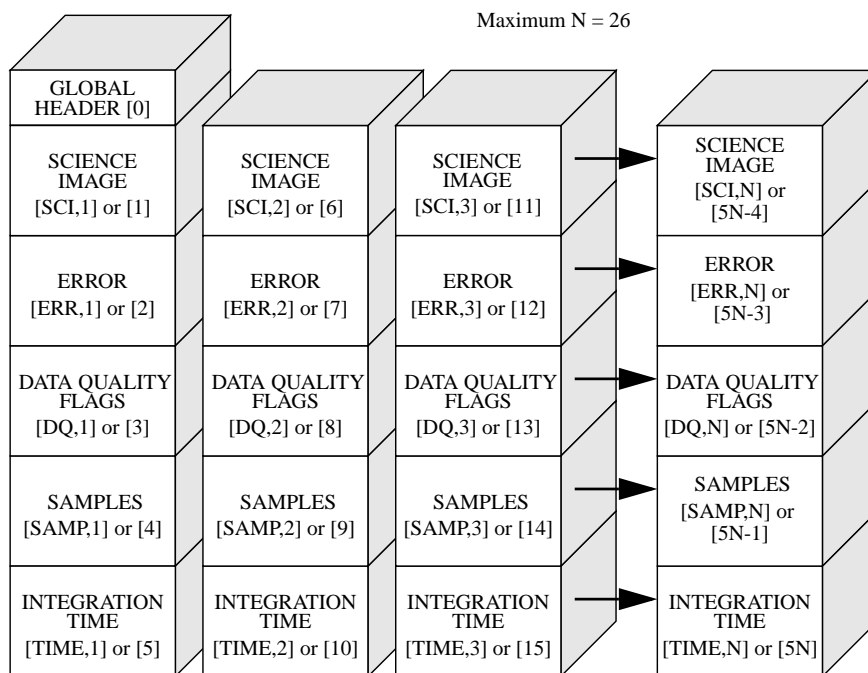 Maximum N = 26
GLOBAL
HEADER [0]
SCIENCE
IMAGE
[SCI,1] or [1]
ERROR
[ERR,1] or [2]
DATA QUALITY
FLAGS
[DQ,1] or [3]
SAMPLES
[SAMP,1] or [4]
INTEGRATION
TIME
[TIME,1] or [5]
SCIENCE
IMAGE
[SCI,2] or [6]
ERROR
[ERR,2] or [7]
DATA QUALITY
FLAGS
[DQ,2] or [8]
SAMPLES
[SAMP,2] or [9]
INTEGRATION
TIME
[TIME,2] or [10]
SCIENCE
IMAGE
[SCI,3] or [11]
ERROR
[ERR,3] or [12]
DATA QUALITY
FLAGS
[DQ,3] or [13]
SAMPLES
[SAMP,3] or [14]
INTEGRATION
TIME
[TIME,3] or [15]
SCIENCE
IMAGE
[SCI,N] or
[5N-4]
ERROR
[ERR,N] or
[5N-3]
DATA QUALITY
FLAGS
[DQ,N] or [5N-2]
SAMPLES
[SAMP,N] or
[5N-1]
INTEGRATION
TIME
[TIME,N] or [5N]